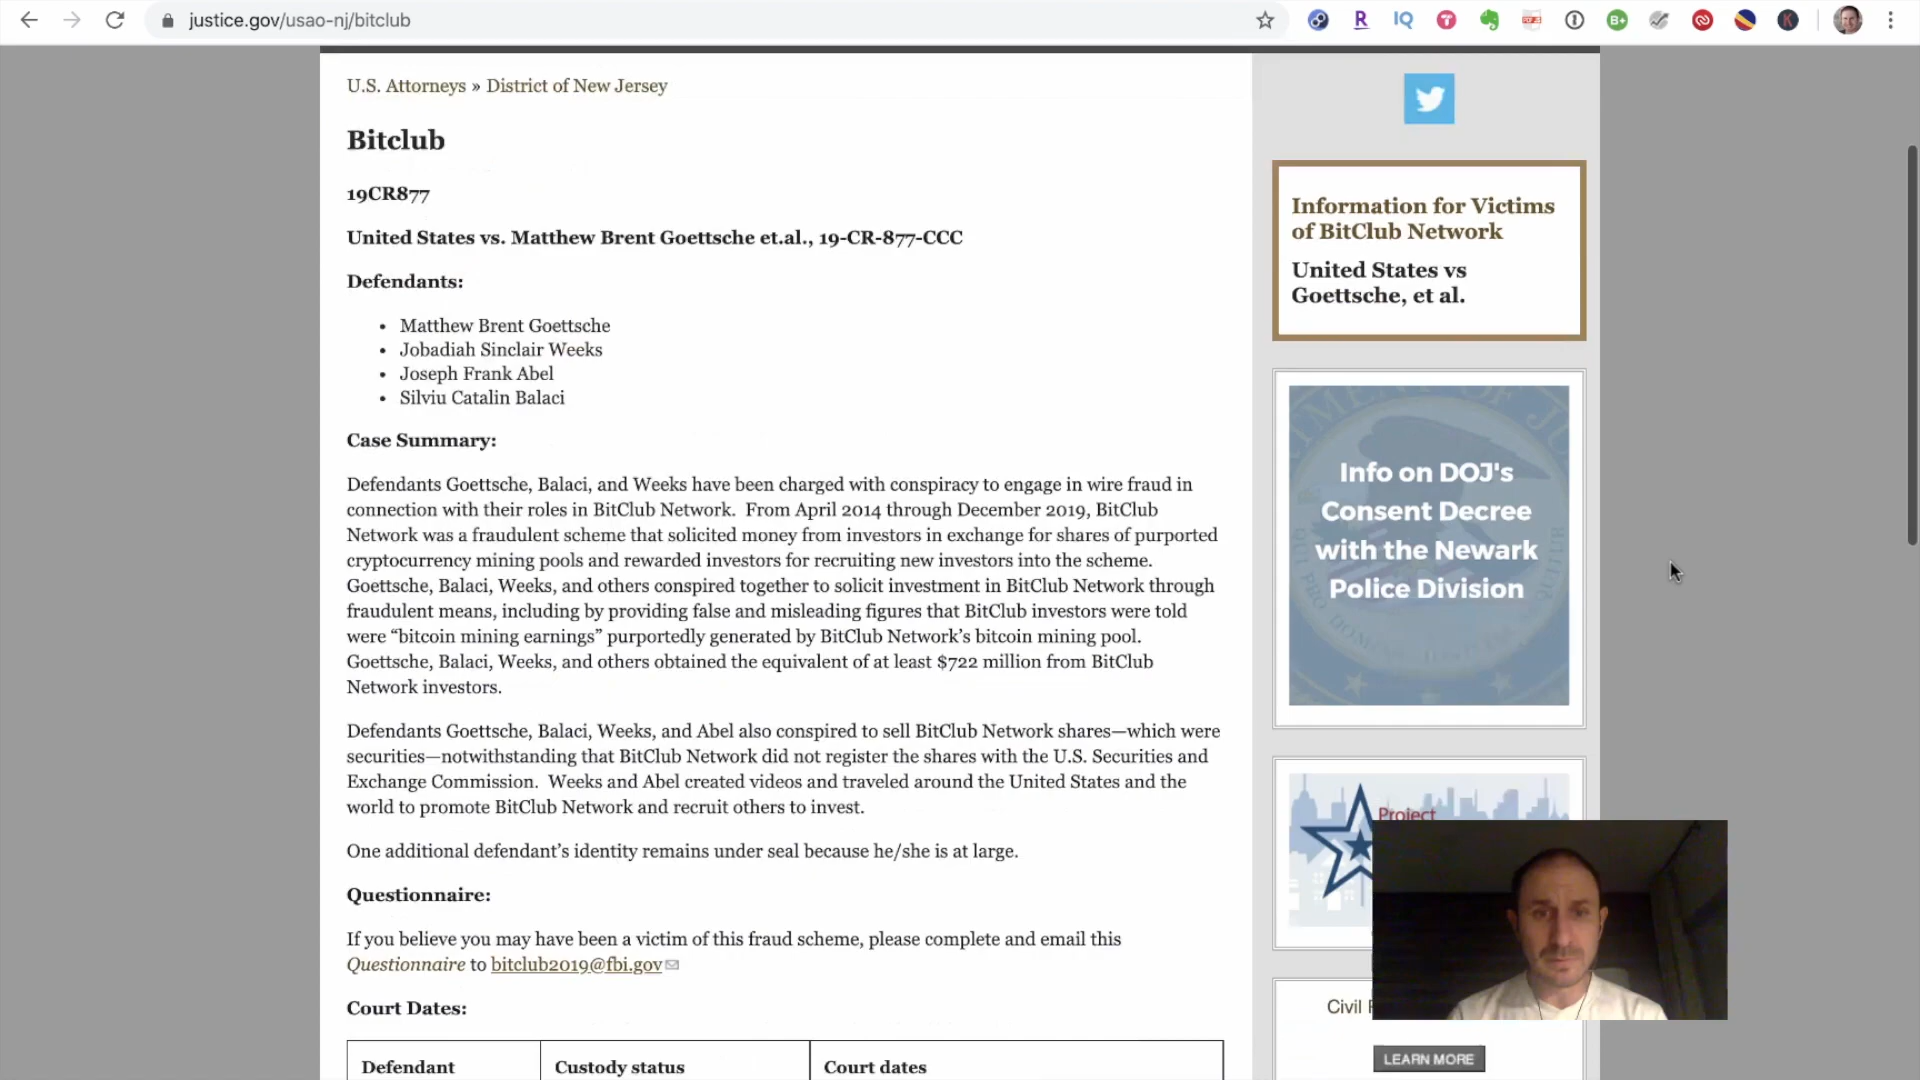 justice.gov/usao-nj/bitclub
U.S. Attorneys » District of New Jersey
Bitclub
19CR877
United States vs. Matthew Brent Goettsche et.al., 19-CR-877-CCC
Defendants:
• Matthew Brent Goettsche
• Jobadiah Sinclair Weeks
• Joseph Frank Abel
• Silviu Catalin Balaci
Case Summary:
Defendants Goettsche, Balaci, and Weeks have been charged with conspiracy to engage in wire fraud in
connection with their roles in BitClub Network.  From April 2014 through December 2019, BitClub
Network was a fraudulent scheme that solicited money from investors in exchange for shares of purported
cryptocurrency mining pools and rewarded investors for recruiting new investors into the scheme.
Goettsche, Balaci, Weeks, and others conspired together to solicit investment in BitClub Network through
fraudulent means, including by providing false and misleading figures that BitClub investors were told
were “bitcoin mining earnings” purportedly generated by BitClub Network’s bitcoin mining pool.
Goettsche, Balaci, Weeks, and others obtained the equivalent of at least $722 million from BitClub
Network investors.
Defendants Goettsche, Balaci, Weeks, and Abel also conspired to sell BitClub Network shares—which were
securities—notwithstanding that BitClub Network did not register the shares with the U.S. Securities and
Exchange Commission.  Weeks and Abel created videos and traveled around the United States and the
world to promote BitClub Network and recruit others to invest.
One additional defendant’s identity remains under seal because he/she is at large.
Questionnaire:
If you believe you may have been a victim of this fraud scheme, please complete and email this
Questionnaire to bitclub2019@fbi.gov
Court Dates:
Defendant
Custody status
Court dates
Information for Victims
of BitClub Network
United States vs
Goettsche, et al.
Info on DOJ's
Consent Decree
with the Newark
Police Division
Project
Civil
LEARN MORE